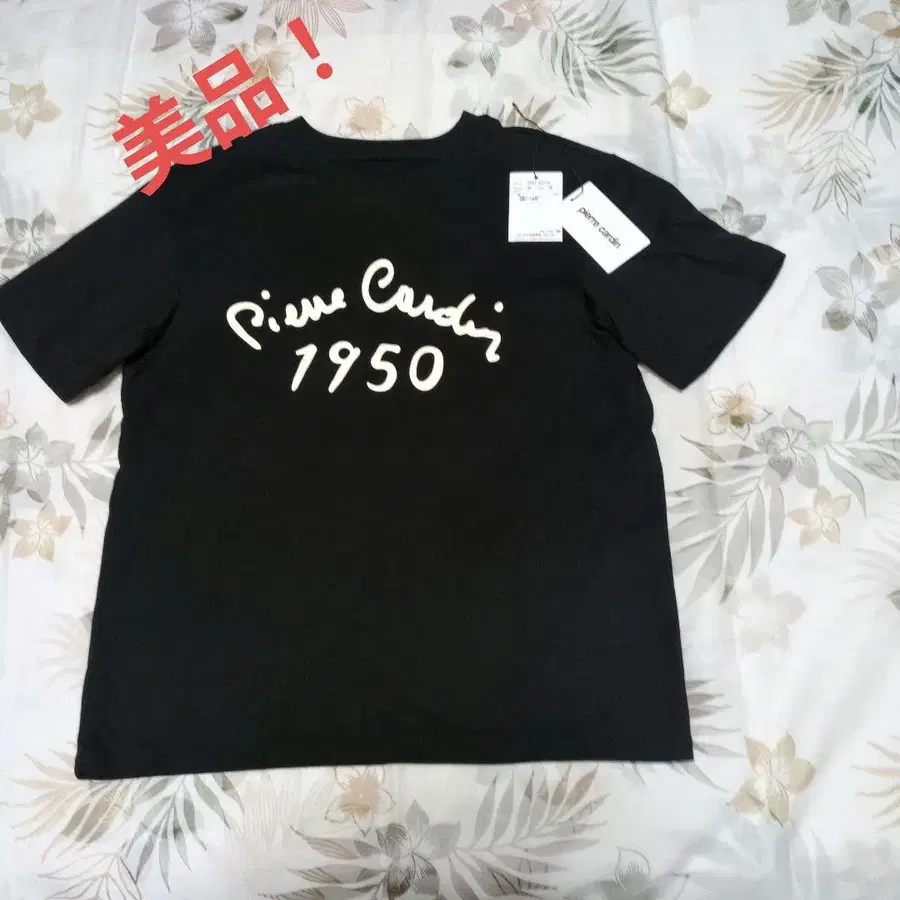 美品！
Pierre Cardin
1950
pierre cardin